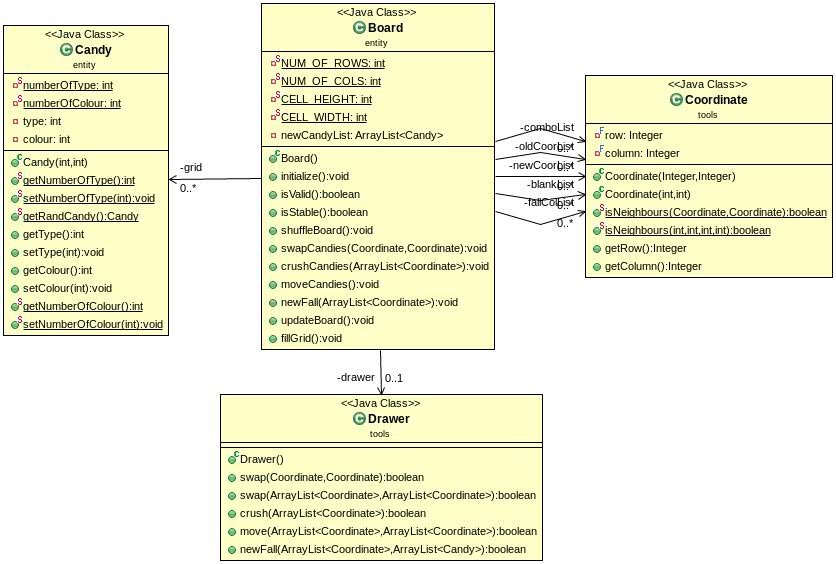 <<Java Class>>
Candy
entity
numberOfType: int
numberOfColour: int
type: int
colour: int
Candy(int,int)
getNumberOfType():int
setNumberOfType(int):void
getRandCandy():Candy
getType():int
setType(int):void
getColour():int
setColour(int):void
getNumberOfColour():int
setNumberOfColour(int):void
-grid
0..*
<<Java Class>>
Board
entity
NUM_OF_ROWS: int
NUM_OF_COLS: int
CELL_HEIGHT: int
CELL_WIDTH: int
newCandyList: ArrayList<Candy>
Board()
initialize():void
isValid():boolean
isStable():boolean
shuffleBoard():void
swapCandies(Coordinate,Coordinate):void
crushCandies(ArrayList<Coordinate>):void
moveCandies():void
newFall(ArrayList<Coordinate>):void
updateBoard():void
fillGrid():void
-comboList
-oldCoorList
-newCoorList
-blankList
0..*
<<Java Class>>
Coordinate
tools
row: Integer
column: Integer
Coordinate(Integer,Integer)
Coordinate(int,int)
isNeighbours(Coordinate,Coordinate):boolean
isNeighbours(int,int,int,int):boolean
getRow():Integer
getColumn():Integer
-drawer
0..1
<<Java Class>>
Drawer
tools
Drawer()
swap(Coordinate,Coordinate):boolean
swap(ArrayList<Coordinate>,ArrayList<Coordinate>):boolean
crush(ArrayList<Coordinate>):boolean
move(ArrayList<Coordinate>,ArrayList<Coordinate>):boolean
newFall(ArrayList<Coordinate>,ArrayList<Candy>):boolean